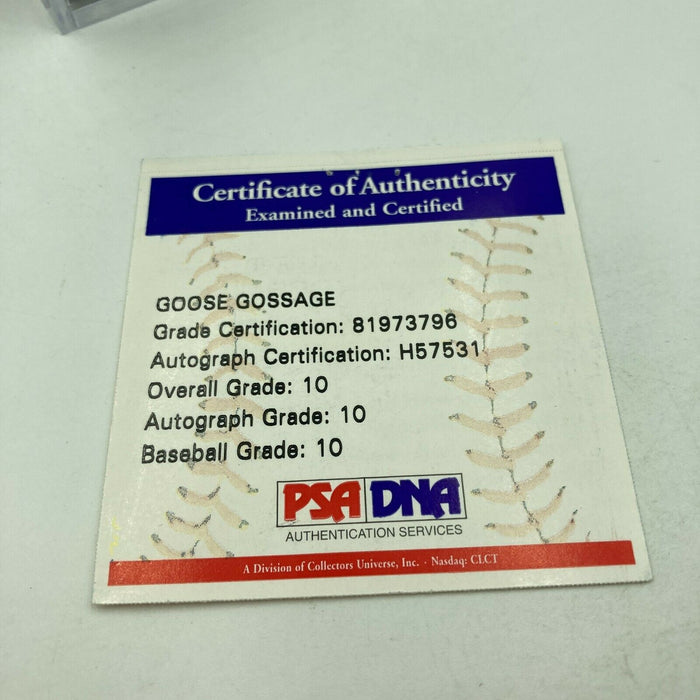 Certificate of Authenticity
Examined and Certified
GOOSE GOSSAGE
Grade Certification: 81973796
Autograph Certification: H57531
Overall Grade: 10
Autograph Grade: 10
Baseball Grade: 10
PSA DNA
AUTHENTICATION SERVICES
A Division of Collectors Universe, Inc. · Nasdaq: CLCT